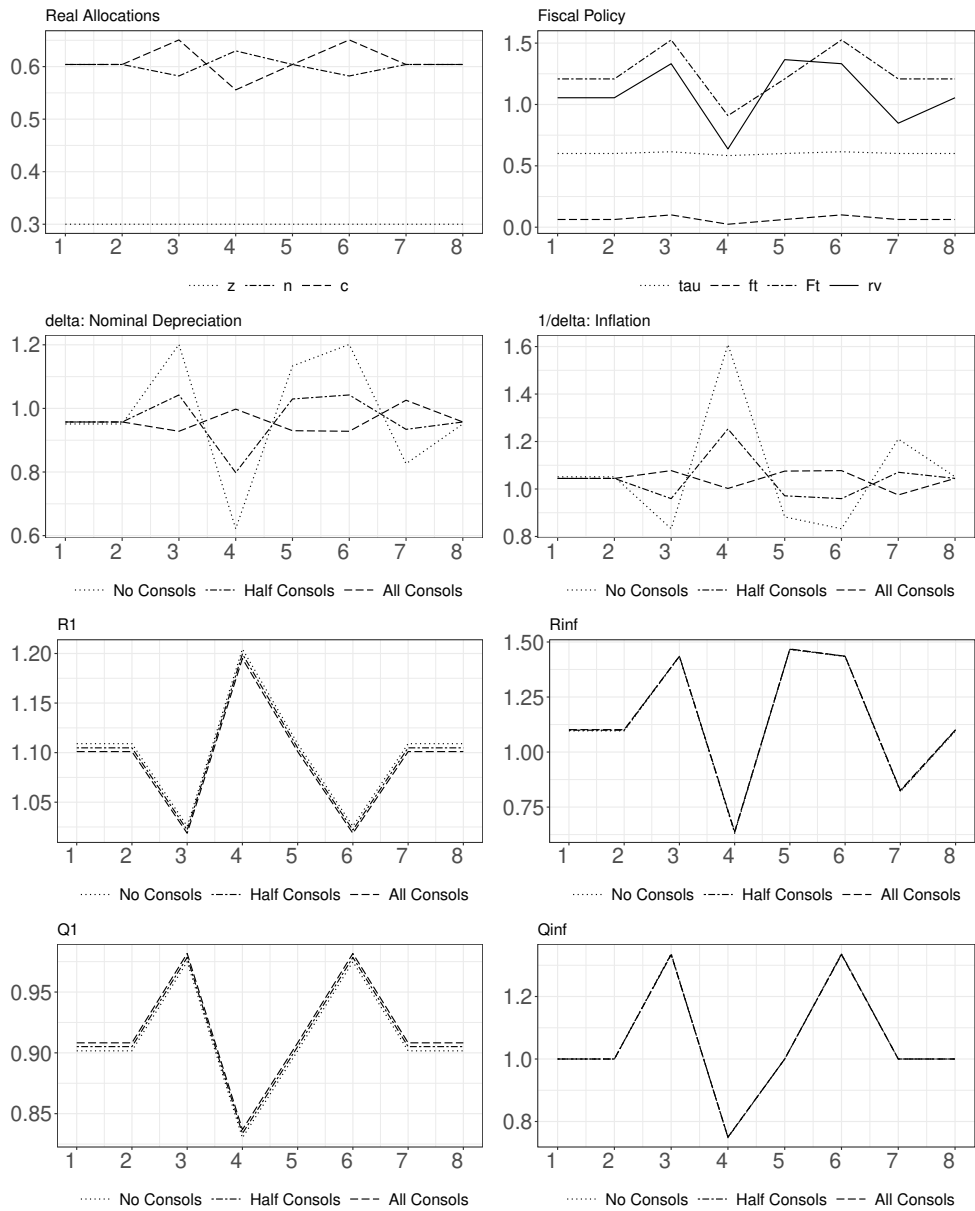 Real Allocations
0.6
0.5
0.4
0.3
1 2 3 4 5 6 7 8
z n c
Fiscal Policy
1.5
1.0
0.5
0.0
1 2 3 4 5 6 7 8
tau ft Ft rv
delta: Nominal Depreciation
1.2
1.0
0.8
0.6
1 2 3 4 5 6 7 8
No Consols Half Consols All Consols
1/delta: Inflation
1.6
1.4
1.2
1.0
0.8
1 2 3 4 5 6 7 8
No Consols Half Consols All Consols
R1
1.20
1.15
1.10
1.05
1 2 3 4 5 6 7 8
No Consols Half Consols All Consols
Rinf
1.50
1.25
1.00
0.75
1 2 3 4 5 6 7 8
No Consols Half Consols All Consols
Q1
0.95
0.90
0.85
1 2 3 4 5 6 7 8
No Consols Half Consols All Consols
Qinf
1.2
1.0
0.8
1 2 3 4 5 6 7 8
No Consols Half Consols All Consols